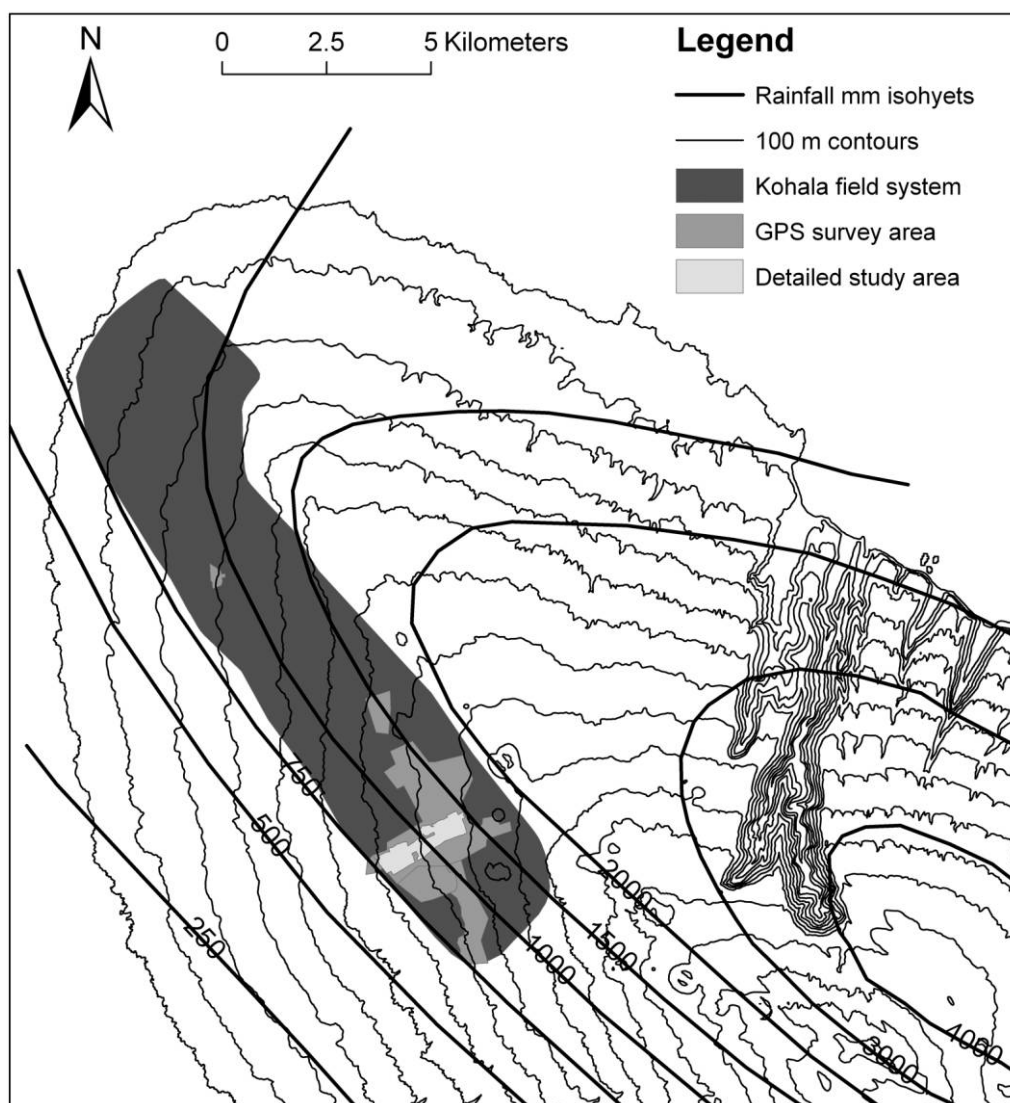 N
0 2.5 5 Kilometers
Legend
Rainfall mm isohyets
100 m contours
Kohala field system
GPS survey area
Detailed study area
750
500
250
2000
1500
1000
4000
3000